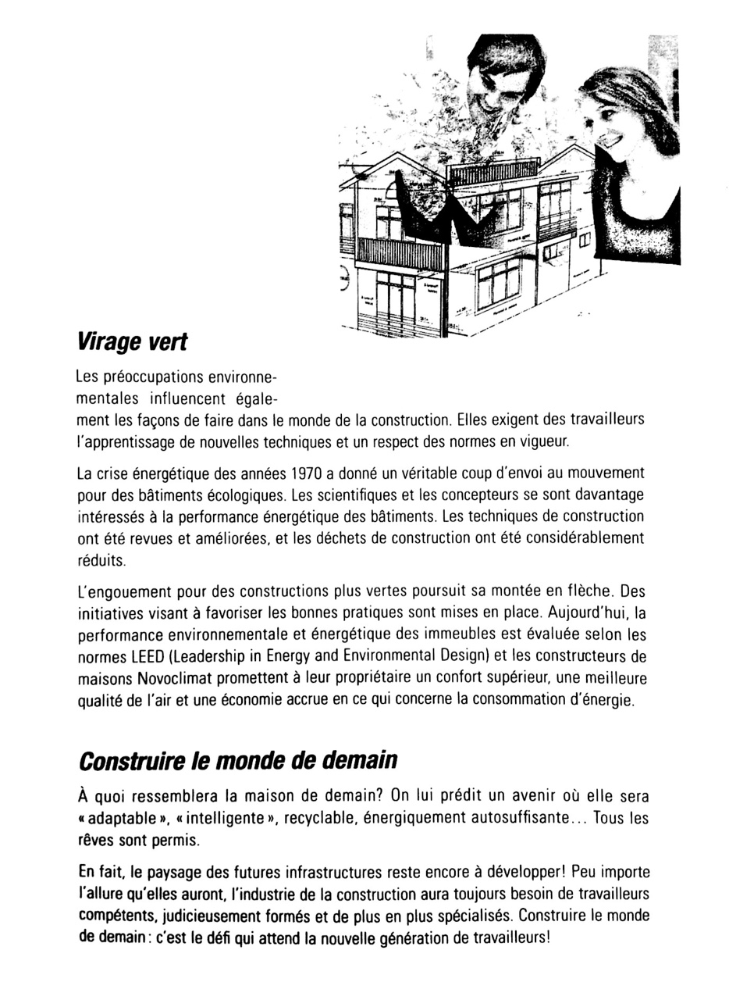 Virage vert
Les préoccupations environne-
mentales influencent égale-
ment les façons de faire dans le monde de la construction. Elles exigent des travailleurs
l'apprentissage de nouvelles techniques et un respect des normes en vigueur.
La crise énergétique des années 1970 a donné un véritable coup d'envoi au mouvement
pour des bâtiments écologiques. Les scientifiques et les concepteurs se sont davantage
intéressés à la performance énergétique des bâtiments. Les techniques de construction
ont été revues et améliorées, et les déchets de construction ont été considérablement
réduits.
L'engouement pour des constructions plus vertes poursuit sa montée en flèche. Des
initiatives visant à favoriser les bonnes pratiques sont mises en place. Aujourd'hui, la
performance environnementale et énergétique des immeubles est évaluée selon les
normes LEED (Leadership in Energy and Environmental Design) et les constructeurs de
maisons Novoclimat promettent à leur propriétaire un confort supérieur, une meilleure
qualité de l'air et une économie accrue en ce qui concerne la consommation d'énergie.
Construire le monde de demain
À quoi ressemblera la maison de demain? On lui prédit un avenir où elle sera
« adaptable », « intelligente », recyclable, énergiquement autosuffisante... Tous les
rêves sont permis.
En fait, le paysage des futures infrastructures reste encore à développer! Peu importe
l'allure qu'elles auront, l'industrie de la construction aura toujours besoin de travailleurs
compétents, judicieusement formés et de plus en plus spécialisés. Construire le monde
de demain : c'est le défi qui attend la nouvelle génération de travailleurs!